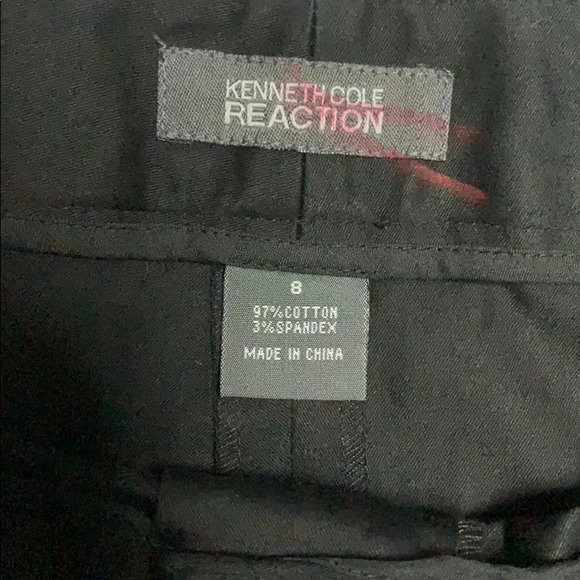 KENNETH COLE
REACTION
8
97%COTTON
3%SPANDEX
MADE IN CHINA